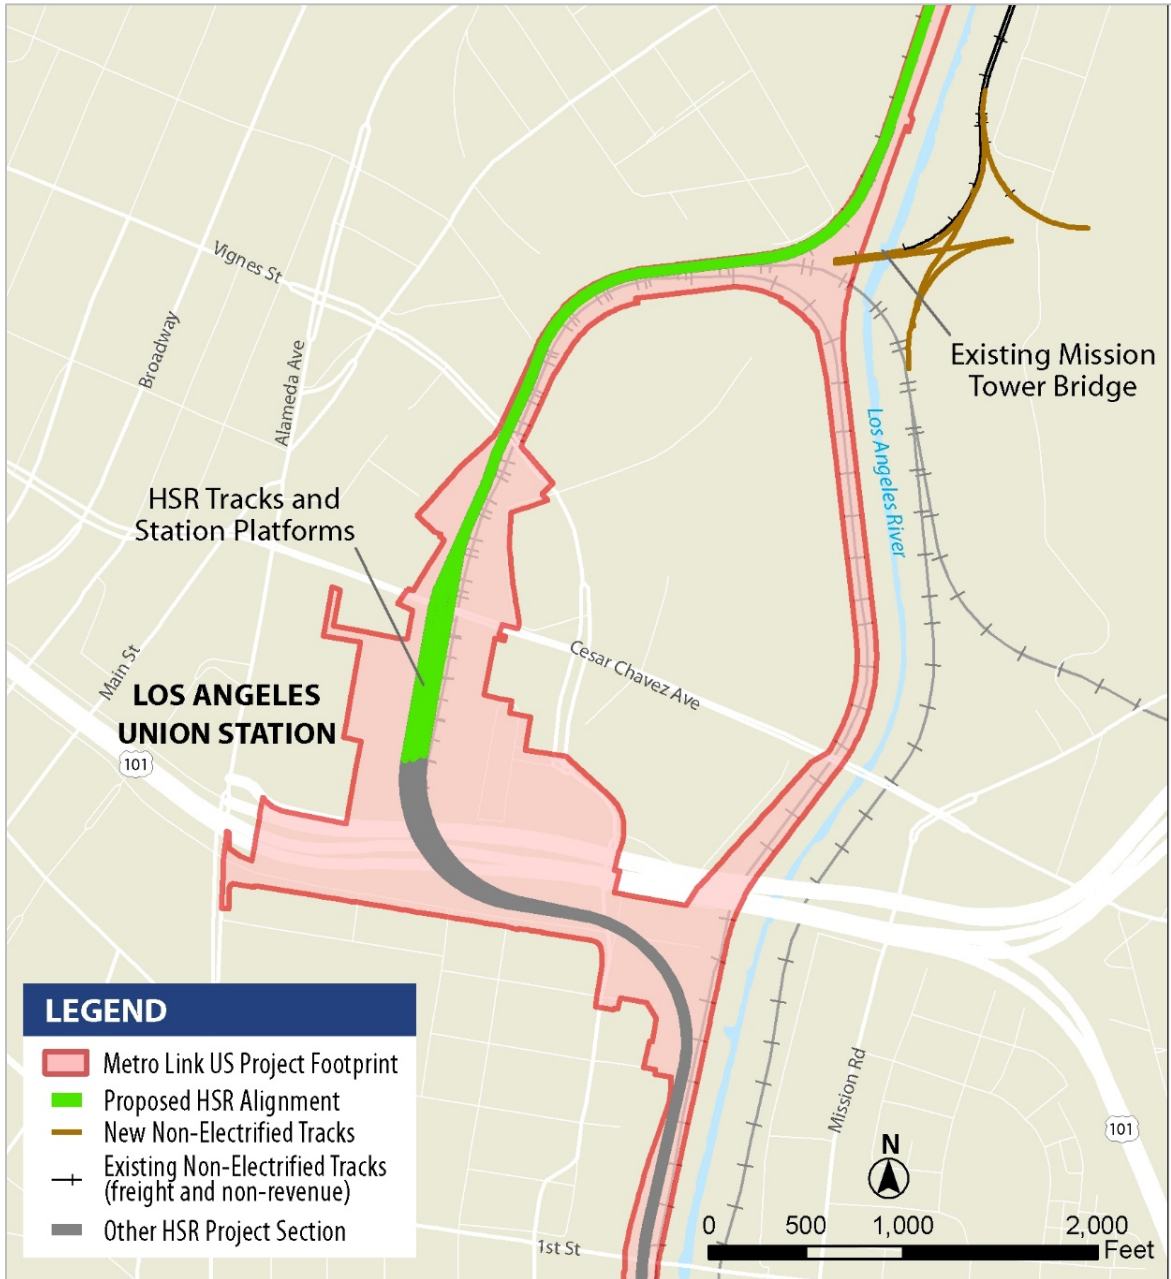 Vignes St
Broadway
Alameda Ave
Existing Mission
Tower Bridge
Los Angeles River
HSR Tracks and
Station Platforms
Main St
LOS ANGELES
UNION STATION
101
Cesar Chavez Ave
Mission Rd
101
1st St
LEGEND
Metro Link US Project Footprint
Proposed HSR Alignment
New Non-Electrified Tracks
Existing Non-Electrified Tracks
(freight and non-revenue)
Other HSR Project Section
N
0 500 1,000 2,000
Feet